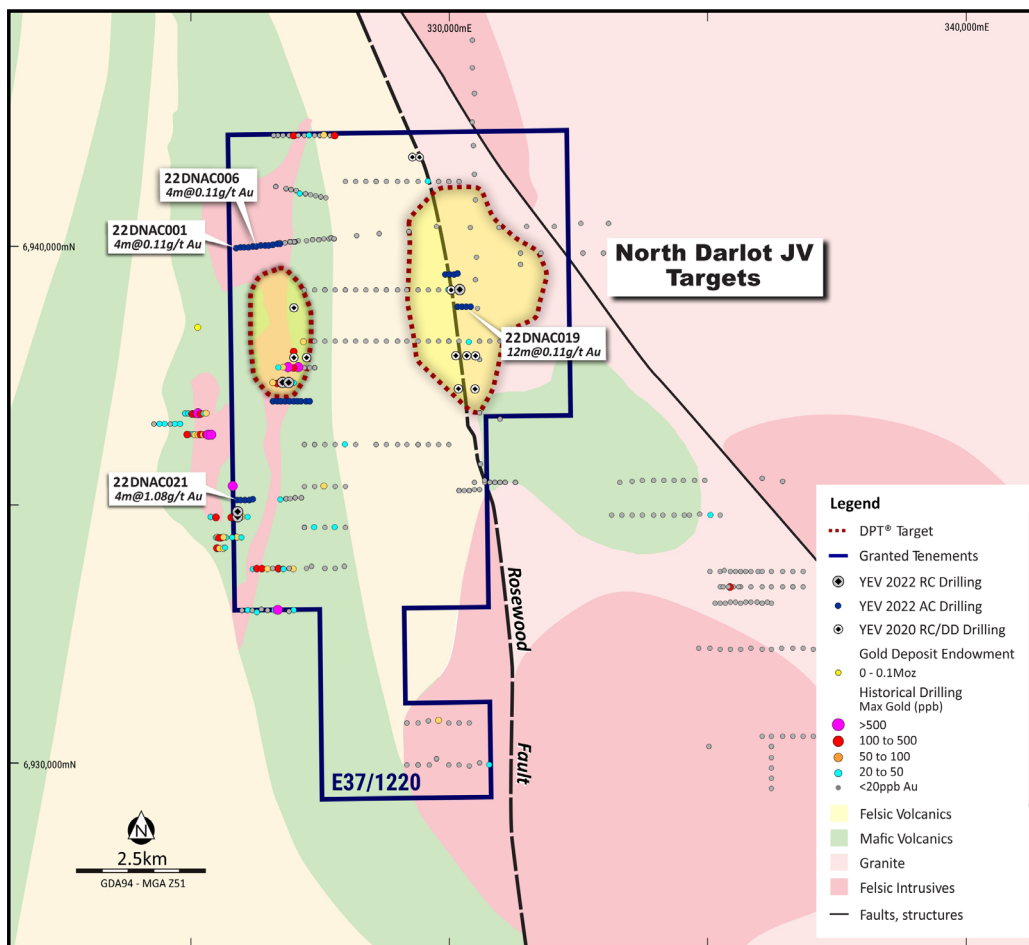 330,000mE
340,000mE
22DNAC006
4m@0.11g/t Au
22DNAC001
4m@0.11g/t Au
6,940,000mN
North Darlot JV
Targets
22DNAC019
12m@0.11g/t Au
22DNAC021
4m@1.08g/t Au
Rosewood
Fault
6,930,000mN
E37/1220
N
2.5km
GDA94 - MGA Z51
Legend
DPT® Target
Granted Tenements
YEV 2022 RC Drilling
YEV 2022 AC Drilling
YEV 2020 RC/DD Drilling
Gold Deposit Endowment
0 - 0.1Moz
Historical Drilling
Max Gold (ppb)
>500
100 to 500
50 to 100
20 to 50
<20ppb Au
Felsic Volcanics
Mafic Volcanics
Granite
Felsic Intrusives
Faults, structures